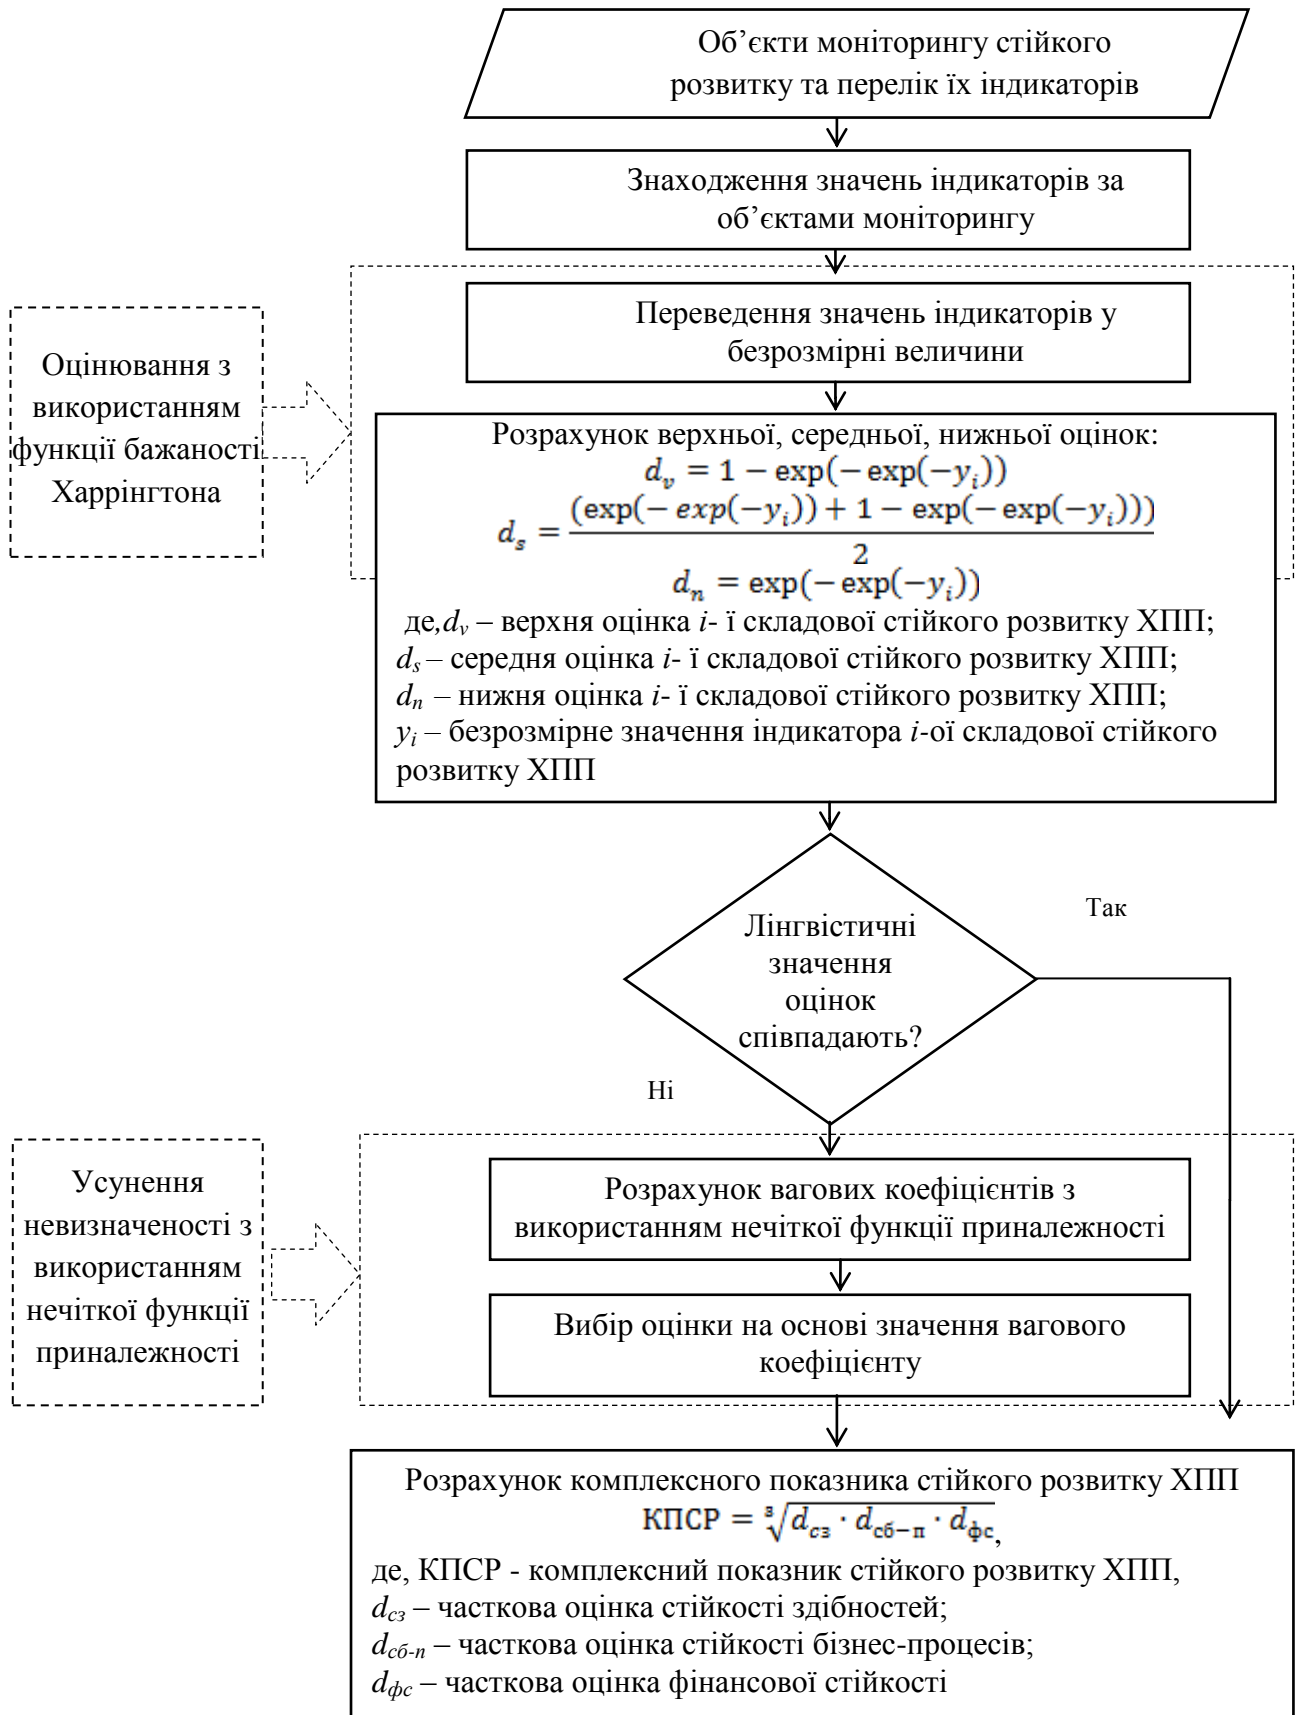 Об’єкти моніторингу стійкого
розвитку та перелік їх індикаторів
Знаходження значень індикаторів за
об’єктами моніторингу
Оцінювання з
використанням
функції бажаності
Харрінгтона
Переведення значень індикаторів у
безрозмірні величини
Розрахунок верхньої, середньої, нижньої оцінок:
d_v = 1 − exp(− exp(−y_i))
d_s = (exp(− exp(−y_i)) + 1 − exp(− exp(−y_i)))
2
d_n = exp(− exp(−y_i))
де,d_v – верхня оцінка i- ї складової стійкого розвитку ХПП;
d_s – середня оцінка i- ї складової стійкого розвитку ХПП;
d_n – нижня оцінка i- ї складової стійкого розвитку ХПП;
y_i – безрозмірне значення індикатора i-ої складової стійкого
розвитку ХПП
Лінгвістичні
значення
оцінок
співпадають?
Так
Ні
Усунення
невизначеності з
використанням
нечіткої функції
приналежності
Розрахунок вагових коефіцієнтів з
використанням нечіткої функції приналежності
Вибір оцінки на основі значення вагового
коефіцієнту
Розрахунок комплексного показника стійкого розвитку ХПП
КПСР = ∛(d_сз · d_сб−п · d_фс),
де, КПСР - комплексний показник стійкого розвитку ХПП,
d_сз – часткова оцінка стійкості здібностей;
d_сб-п – часткова оцінка стійкості бізнес-процесів;
d_фс – часткова оцінка фінансової стійкості